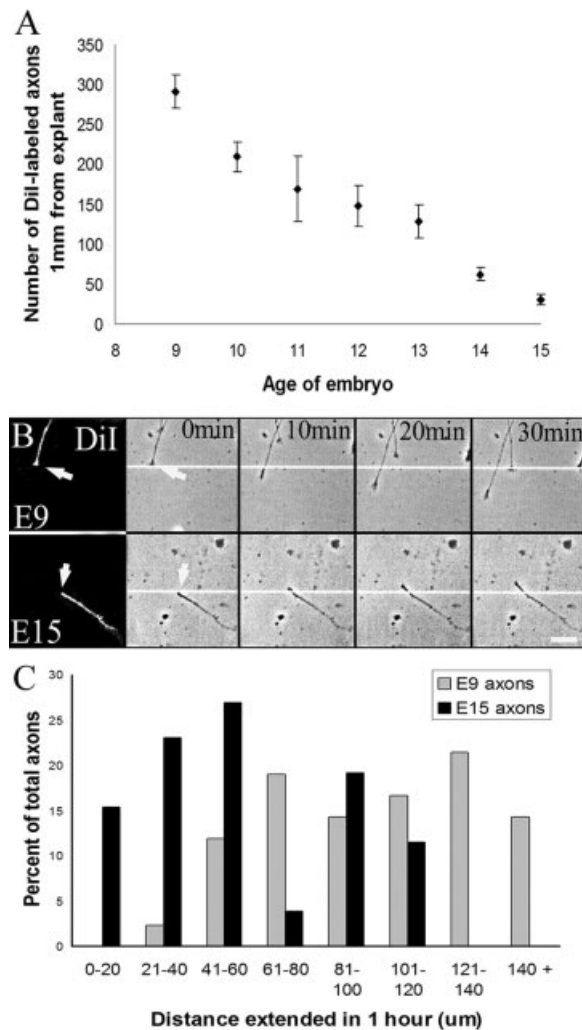 A
350
300
250
200
150
100
50
0
Number of DiI-labeled axons
1mm from explant
8 9 10 11 12 13 14 15
Age of embryo
B DiI 0min 10min 20min 30min
E9
E15
C
30
25
20
15
10
5
0
Percent of total axons
E9 axons
E15 axons
0-20 21-40 41-60 61-80 81-100 101-120 121-140 140 +
Distance extended in 1 hour (um)